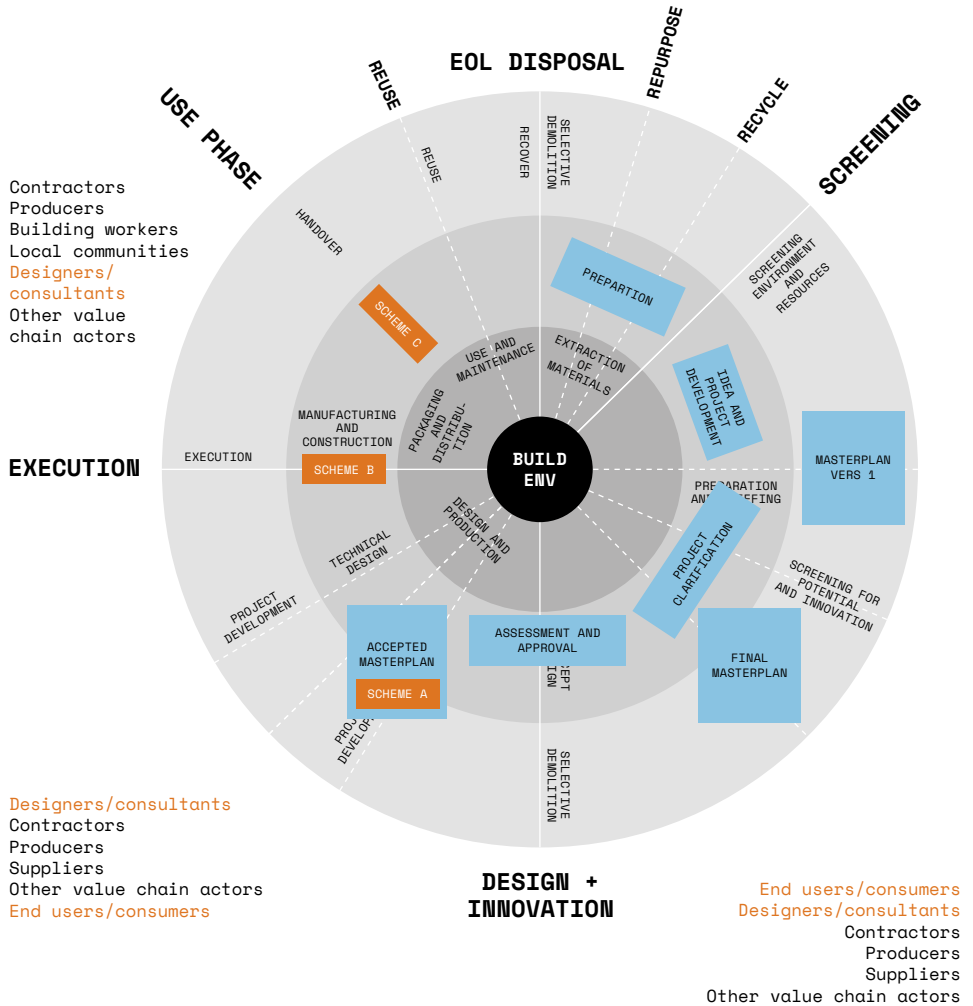 EOL DISPOSAL
REUSE
REPURPOSE
RECYCLE
USE PHASE
SCREENING
Contractors
Producers
Building workers
Local communities
Designers/
consultants
Other value
chain actors
REUSE
RECOVER
SELECTIVE
DEMOLITION
HANDOVER
SCREENING
ENVIRONMENT
AND
RESOURCES
PREPARTION
SCHEME C
USE AND
MAINTENANCE
EXTRACTION
OF
MATERIALS
IDEA AND
PROJECT
DEVELOPMENT
PACKAGING
AND
DISTRIBU-
TION
MANUFACTURING
AND
CONSTRUCTION
EXECUTION
EXECUTION
SCHEME B
BUILD
ENV
MASTERPLAN
VERS 1
PREPARATION
AND
DESIGN AND
PRODUCTION
TECHNICAL
DESIGN
PROJECT
CLARIFICATION
SCREENING FOR
POTENTIAL
AND INNOVATION
PROJECT
DEVELOPMENT
ACCEPTED
MASTERPLAN
SCHEME A
ASSESSMENT AND
APPROVAL
FINAL
MASTERPLAN
SELECTIVE
DEMOLITION
Designers/consultants
Contractors
Producers
Suppliers
Other value chain actors
End users/consumers
DESIGN +
INNOVATION
End users/consumers
Designers/consultants
Contractors
Producers
Suppliers
Other value chain actors